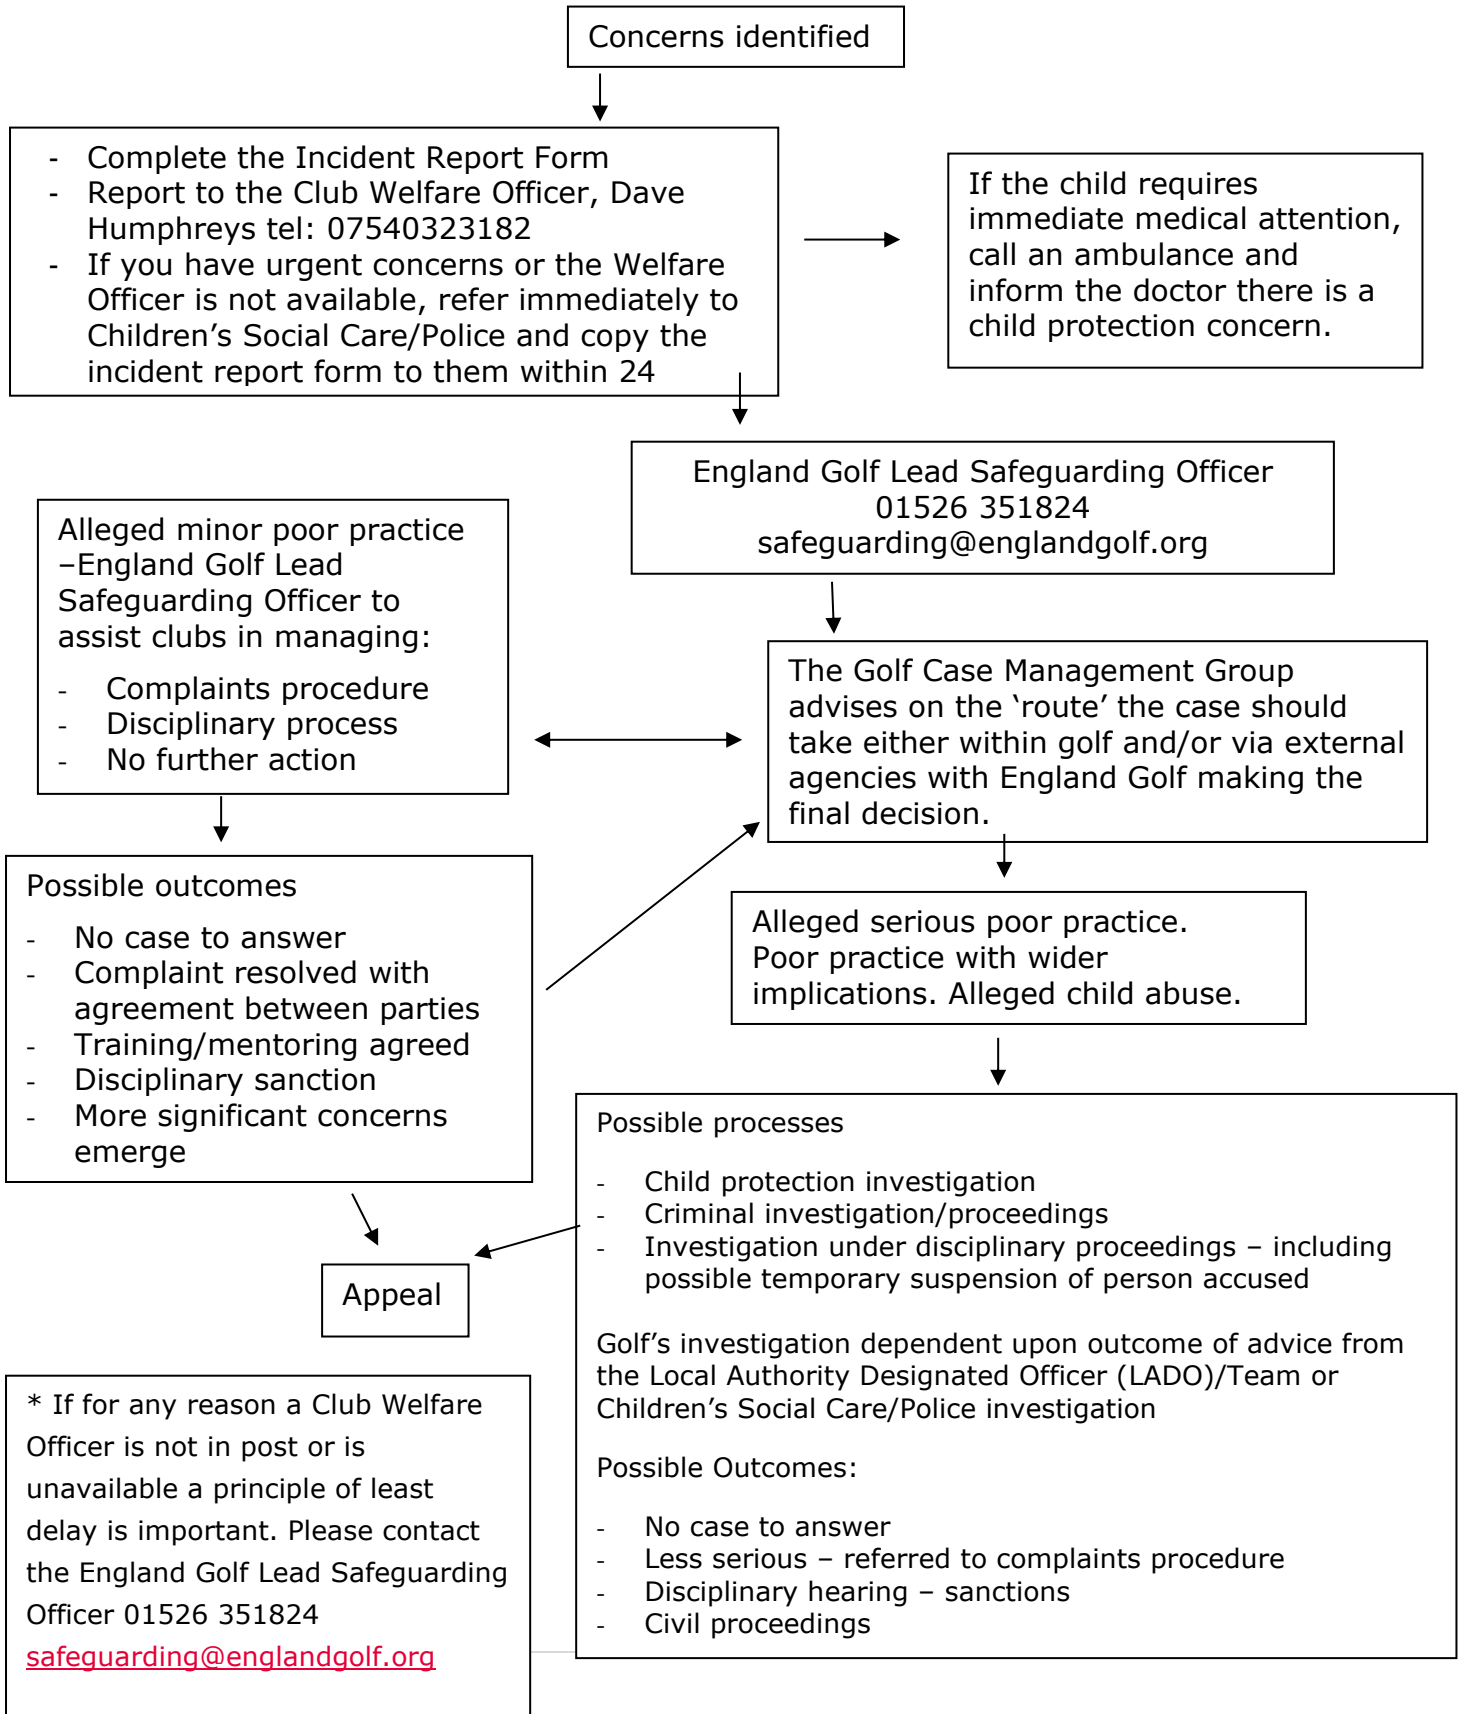 Concerns identified
- Complete the Incident Report Form
- Report to the Club Welfare Officer, Dave
Humphreys tel: 07540323182
- If you have urgent concerns or the Welfare
Officer is not available, refer immediately to
Children’s Social Care/Police and copy the
incident report form to them within 24
If the child requires
immediate medical attention,
call an ambulance and
inform the doctor there is a
child protection concern.
England Golf Lead Safeguarding Officer
01526 351824
safeguarding@englandgolf.org
Alleged minor poor practice
–England Golf Lead
Safeguarding Officer to
assist clubs in managing:
- Complaints procedure
- Disciplinary process
- No further action
The Golf Case Management Group
advises on the ‘route’ the case should
take either within golf and/or via external
agencies with England Golf making the
final decision.
Possible outcomes
- No case to answer
- Complaint resolved with
agreement between parties
- Training/mentoring agreed
- Disciplinary sanction
- More significant concerns
emerge
Alleged serious poor practice.
Poor practice with wider
implications. Alleged child abuse.
Possible processes
- Child protection investigation
- Criminal investigation/proceedings
- Investigation under disciplinary proceedings – including
possible temporary suspension of person accused
Golf’s investigation dependent upon outcome of advice from
the Local Authority Designated Officer (LADO)/Team or
Children’s Social Care/Police investigation
Possible Outcomes:
- No case to answer
- Less serious – referred to complaints procedure
- Disciplinary hearing – sanctions
- Civil proceedings
Appeal
* If for any reason a Club Welfare
Officer is not in post or is
unavailable a principle of least
delay is important. Please contact
the England Golf Lead Safeguarding
Officer 01526 351824
safeguarding@englandgolf.org